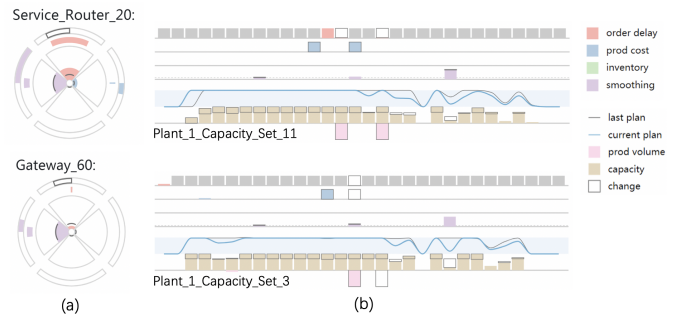 Service_Router_20:
Plant_1_Capacity_Set_11
Gateway_60:
Plant_1_Capacity_Set_3
(a)
(b)
order delay
prod cost
inventory
smoothing
last plan
current plan
prod volume
capacity
change